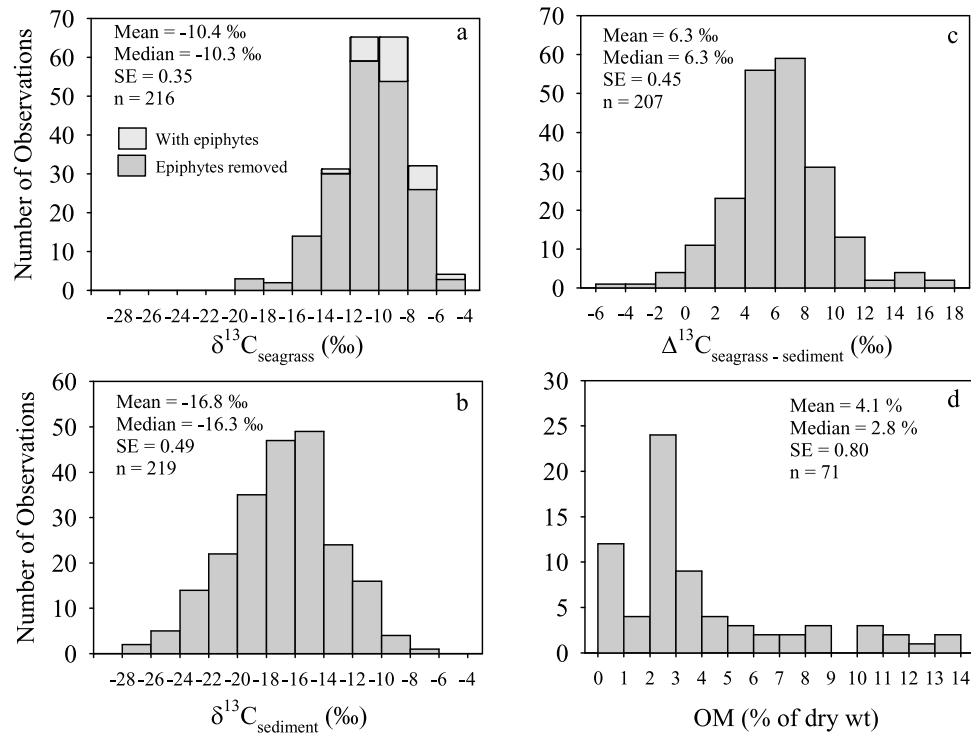 a
Mean = -10.4 ‰
Median = -10.3 ‰
SE = 0.35
n = 216
With epiphytes
Epiphytes removed
Number of Observations
70
60
50
40
30
20
10
0
-28 -26 -24 -22 -20 -18 -16 -14 -12 -10 -8 -6 -4
δ¹³C seagrass (‰)
c
Mean = 6.3 ‰
Median = 6.3 ‰
SE = 0.45
n = 207
70
60
50
40
30
20
10
0
-6 -4 -2 0 2 4 6 8 10 12 14 16 18
Δ¹³C seagrass - sediment (‰)
b
Mean = -16.8 ‰
Median = -16.3 ‰
SE = 0.49
n = 219
Number of Observations
60
50
40
30
20
10
0
-28 -26 -24 -22 -20 -18 -16 -14 -12 -10 -8 -6 -4
δ¹³C sediment (‰)
d
Mean = 4.1 %
Median = 2.8 %
SE = 0.80
n = 71
30
25
20
15
10
5
0
0 1 2 3 4 5 6 7 8 9 10 11 12 13 14
OM (% of dry wt)